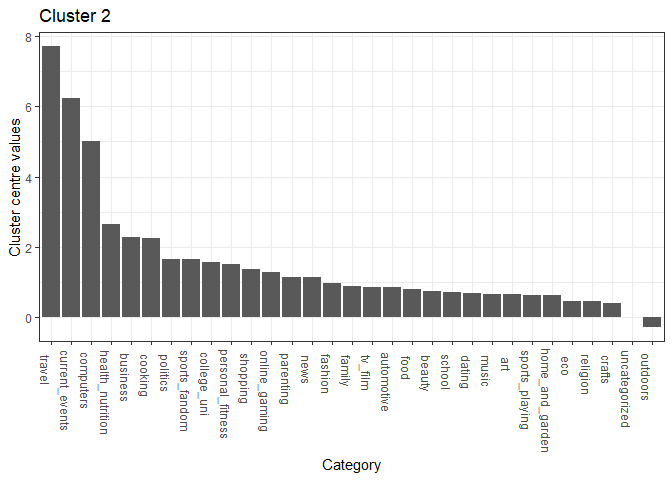 Cluster 2
Cluster centre values
8
6
4
2
0
travel
current_events
computers
health_nutrition
business
cooking
politics
sports_fandom
college_uni
personal_fitness
shopping
online_gaming
parenting
news
fashion
family
tv_film
automotive
food
beauty
school
dating
music
art
sports_playing
home_and_garden
eco
religion
crafts
uncategorized
outdoors
Category